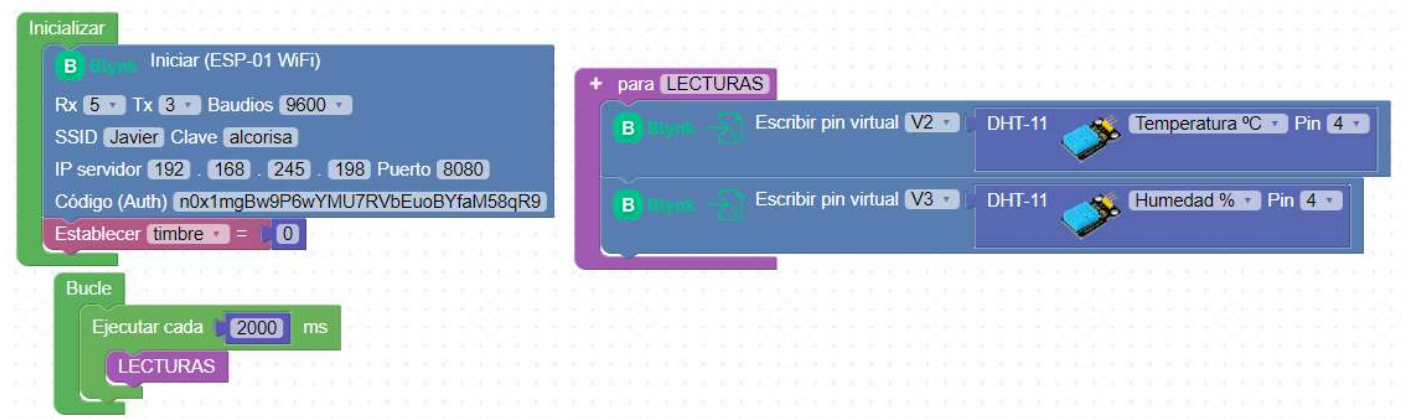 Inicializar
B Blynk Iniciar (ESP-01 WiFi)
Rx 5 Tx 3 Baudios 9600
SSID Javier Clave alcorisa
IP servidor 192 . 168 . 245 . 198 Puerto 8080
Código (Auth) n0x1mgBw9P6wYMU7RVbEuoBYfaM58qR9
Establecer timbre = 0
Bucle
Ejecutar cada 2000 ms
LECTURAS
+ para LECTURAS
B Blynk Escribir pin virtual V2 DHT-11 Temperatura ºC Pin 4
B Blynk Escribir pin virtual V3 DHT-11 Humedad % Pin 4